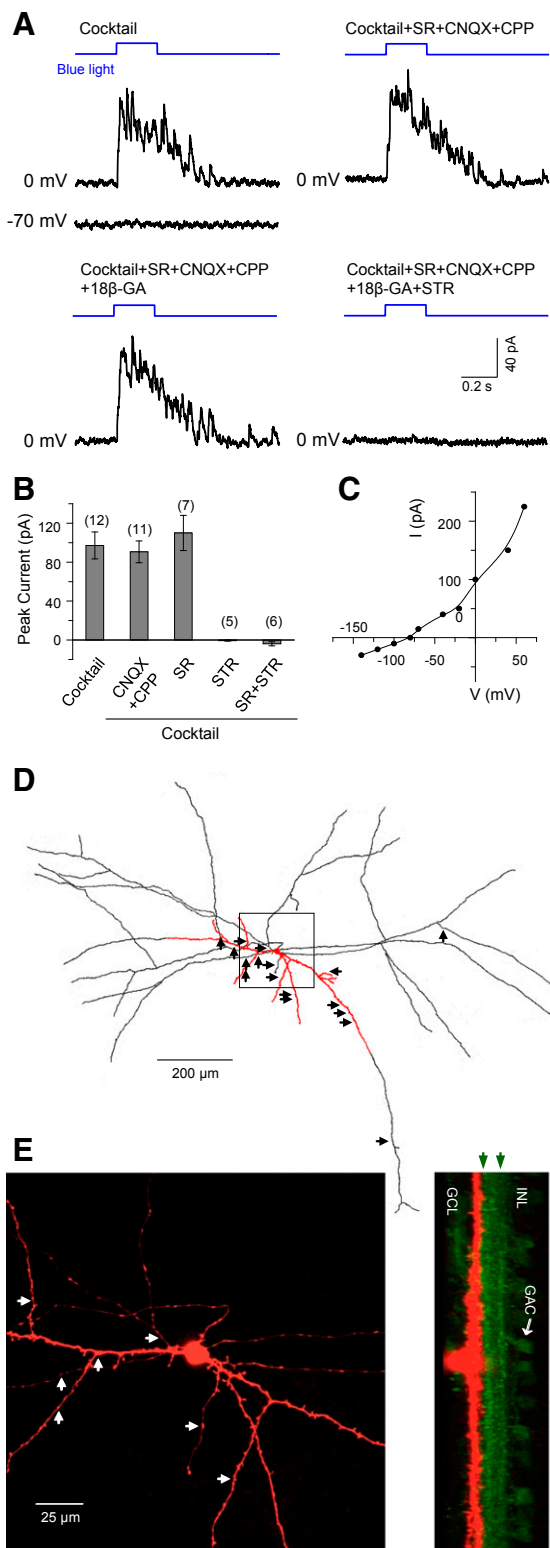 A
Cocktail
Blue light
0 mV
-70 mV
Cocktail+SR+CNQX+CPP
0 mV
Cocktail+SR+CNQX+CPP
+18β-GA
0 mV
Cocktail+SR+CNQX+CPP
+18β-GA+STR
0 mV
40 pA
0.2 s
B
Peak Current (pA)
120
80
40
0
(12)
(11)
(7)
(5)
(6)
Cocktail
CNQX
+CPP
SR
STR
SR+STR
Cocktail
C
I (pA)
200
150
100
50
0
-150
-100
-50
50
V (mV)
D
200 µm
E
25 µm
GCL
INL
GAC